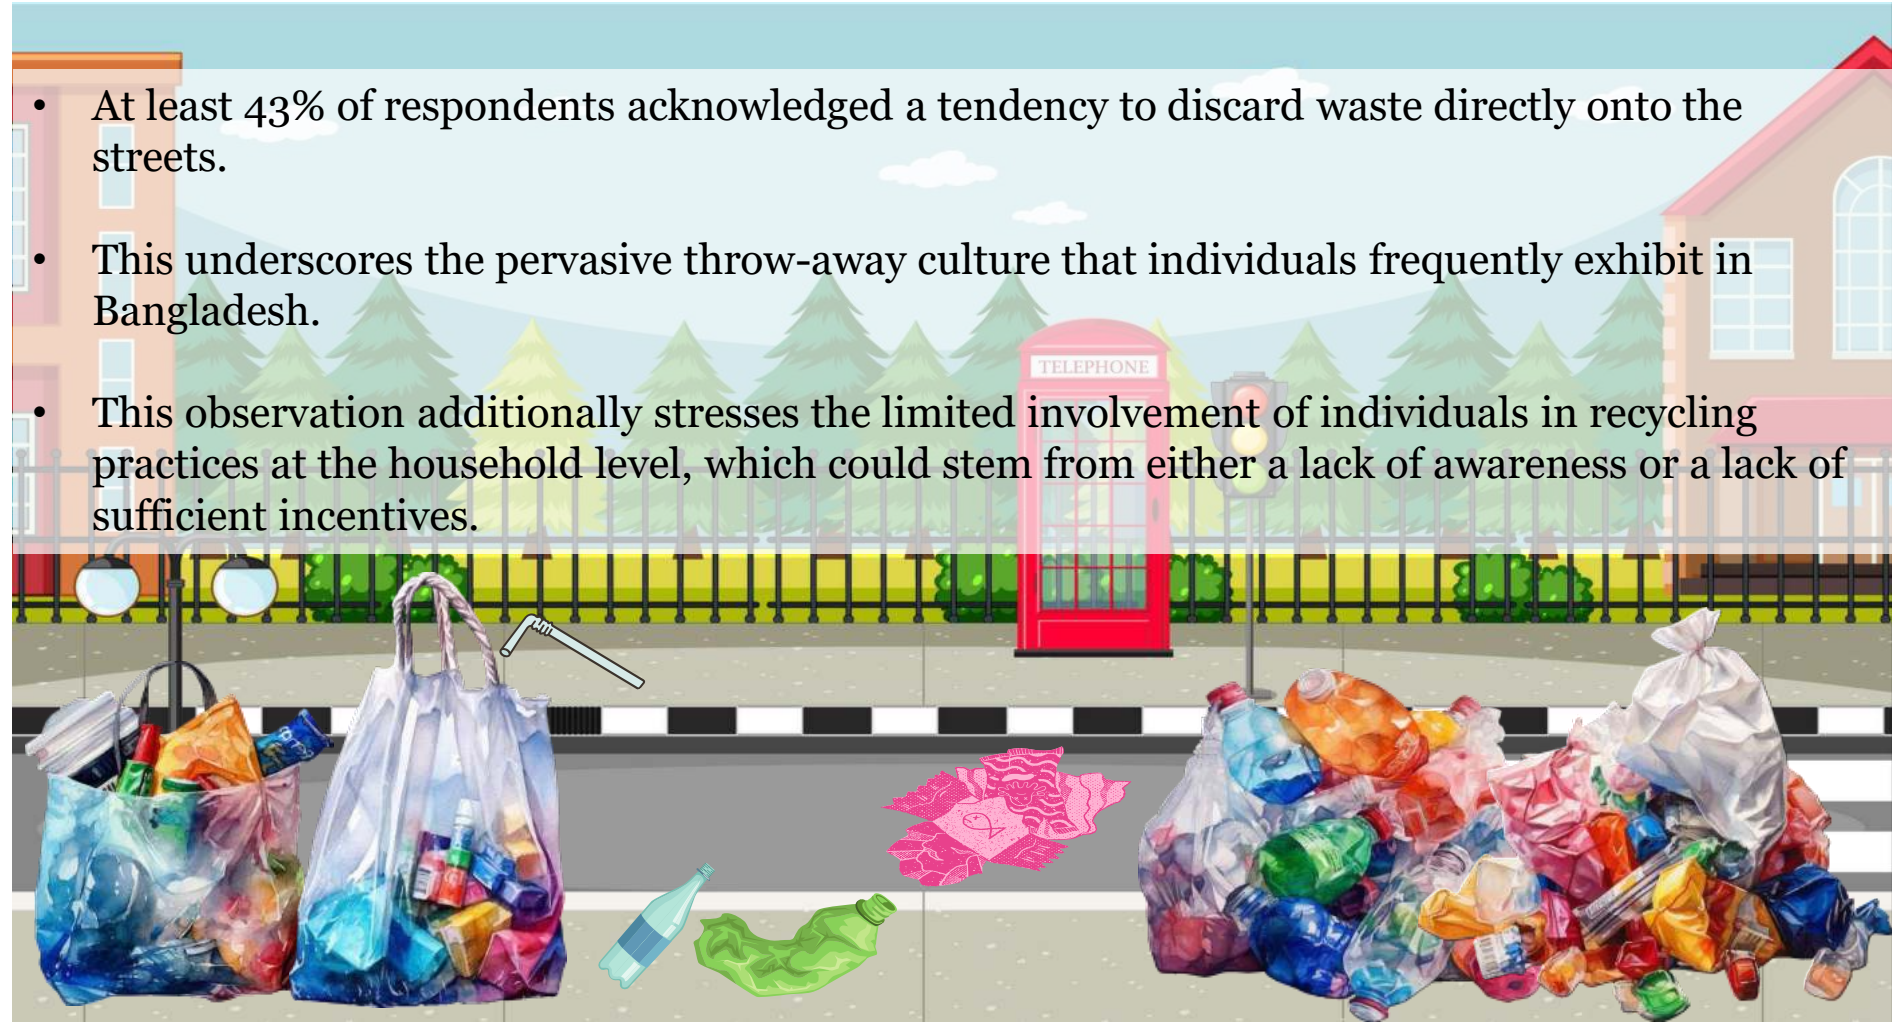 • At least 43% of respondents acknowledged a tendency to discard waste directly onto the
streets.
• This underscores the pervasive throw-away culture that individuals frequently exhibit in
Bangladesh.
TELEPHONE
• This observation additionally stresses the limited involvement of individuals in recycling
practices at the household level, which could stem from either a lack of awareness or a lack of
sufficient incentives.